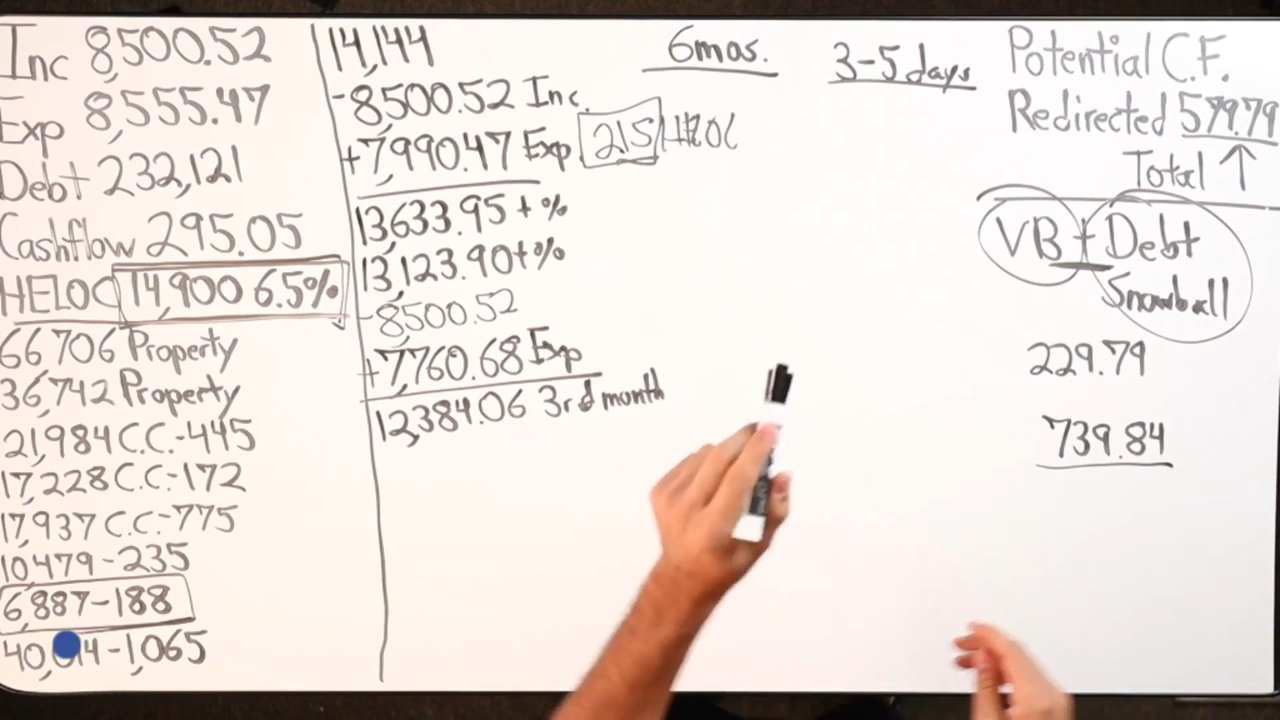 Inc 8,500.52
Exp 8,555.47
Debt 232,121
Cashflow 295.05
HELOC 14,900 6.5%
66,706 Property
36,742 Property
21,984 C.C.-445
17,228 C.C.-172
17,937 C.C.-775
10,479-235
6,887-188
-1,065
14,144
-8,500.52 Inc.
+7,990.47 Exp 215
13633.95 + %
13,123.90 + %
-8500.52
+7,760.68 Exp
12,384.06 3rd month
6mos.
3-5 days
Potential C.F.
Redirected 579.79
Total ↑
VB + Debt
Snowball
229.79
739.84